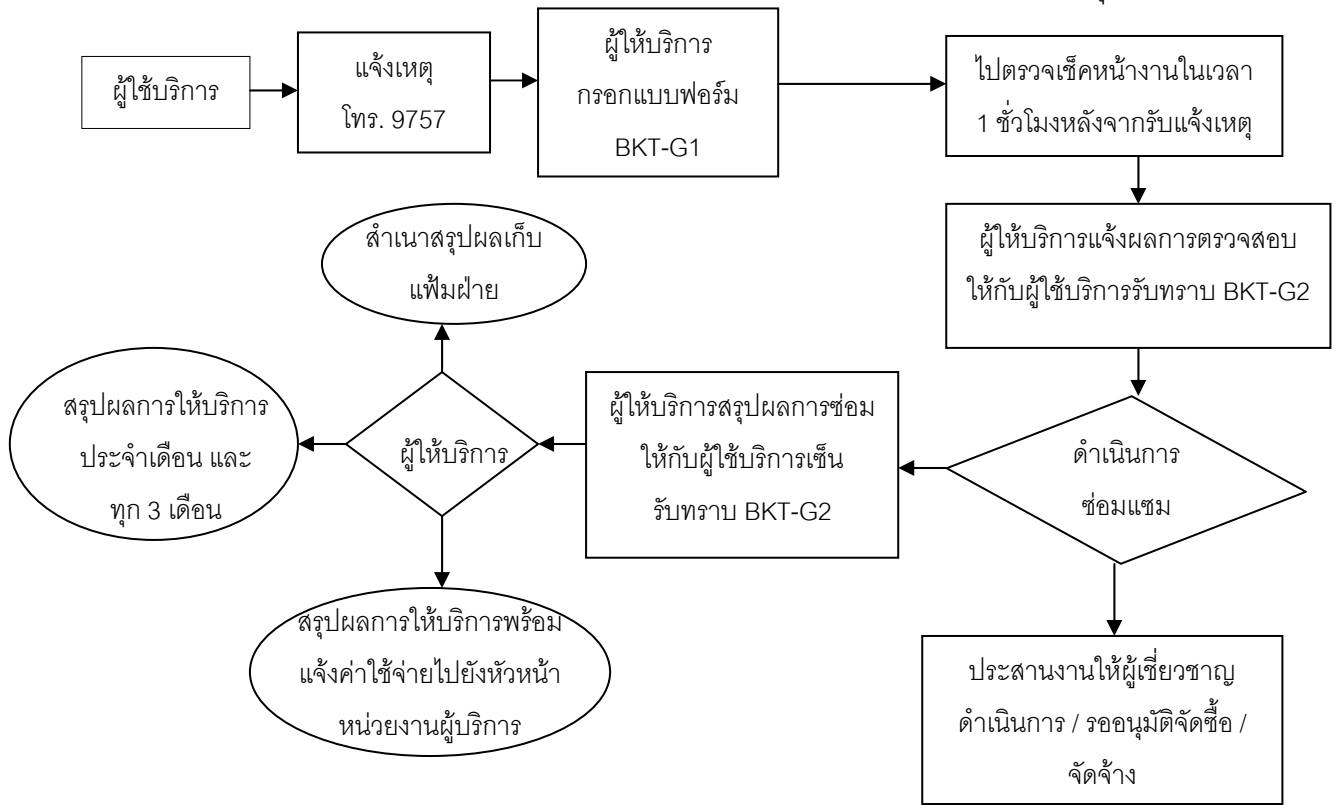 ผู้ใช้บริการ
แจ้งเหตุ
โทร. 9757
ผู้ให้บริการ
กรอกแบบฟอร์ม
BKT-G1
ไปตรวจเช็คหน้างานในเวลา
1 ชั่วโมงหลังจากรับแจ้งเหตุ
ผู้ให้บริการแจ้งผลการตรวจสอบ
ให้กับผู้ใช้บริการรับทราบ BKT-G2
ดำเนินการ
ซ่อมแซม
ประสานงานให้ผู้เชี่ยวชาญ
ดำเนินการ / รออนุมัติจัดซื้อ /
จัดจ้าง
ผู้ให้บริการสรุปผลการซ่อม
ให้กับผู้ใช้บริการเซ็น
รับทราบ BKT-G2
ผู้ให้บริการ
สำเนาสรุปผลเก็บ
แฟ้มฝ่าย
สรุปผลการให้บริการ
ประจำเดือน และ
ทุก 3 เดือน
สรุปผลการให้บริการพร้อม
แจ้งค่าใช้จ่ายไปยังหัวหน้า
หน่วยงานผู้บริการ